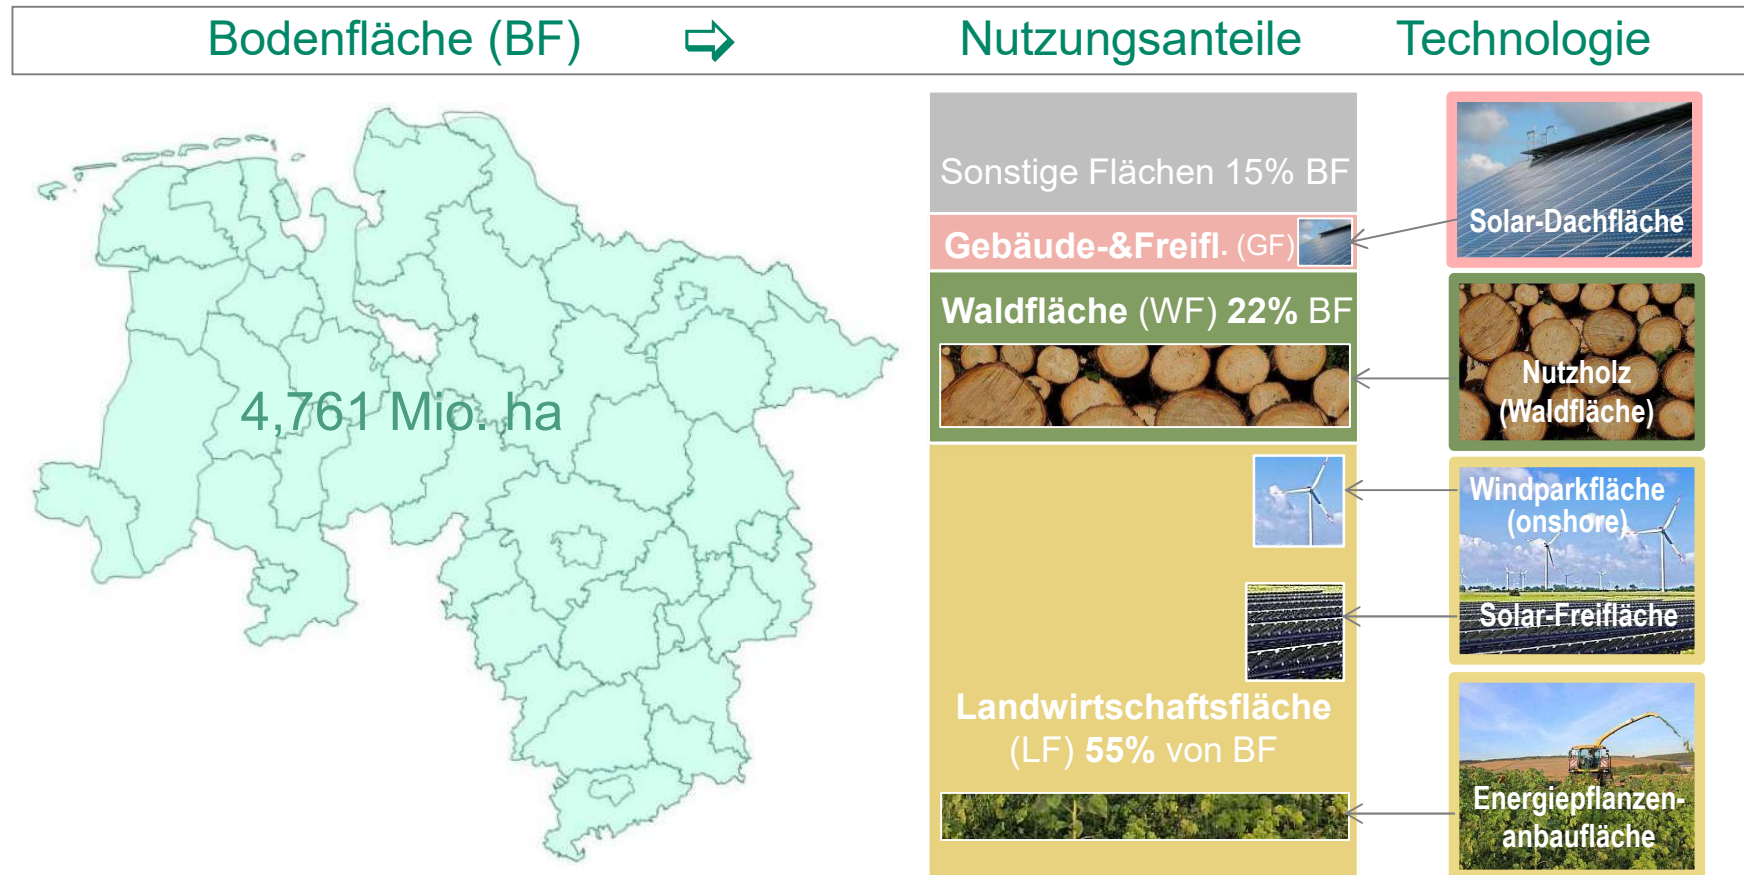 Bodenfläche (BF) ⇨ Nutzungsanteile Technologie
4,761 Mio. ha
Sonstige Flächen 15% BF
Gebäude-&Freifl. (GF)
Waldfläche (WF) 22% BF
Landwirtschaftsfläche
(LF) 55% von BF
Solar-Dachfläche
Nutzholz
(Waldfläche)
Windparkfläche
(onshore)
Solar-Freifläche
Energiepflanzen-
anbaufläche